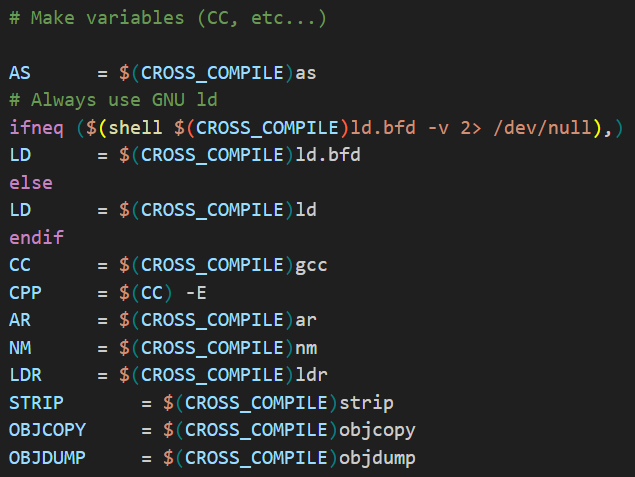 # Make variables (CC, etc...)

AS      = $(CROSS_COMPILE)as
# Always use GNU ld
ifneq ($(shell $(CROSS_COMPILE)ld.bfd -v 2> /dev/null),)
LD      = $(CROSS_COMPILE)ld.bfd
else
LD      = $(CROSS_COMPILE)ld
endif
CC      = $(CROSS_COMPILE)gcc
CPP     = $(CC) -E
AR      = $(CROSS_COMPILE)ar
NM      = $(CROSS_COMPILE)nm
LDR     = $(CROSS_COMPILE)ldr
STRIP       = $(CROSS_COMPILE)strip
OBJCOPY     = $(CROSS_COMPILE)objcopy
OBJDUMP     = $(CROSS_COMPILE)objdump